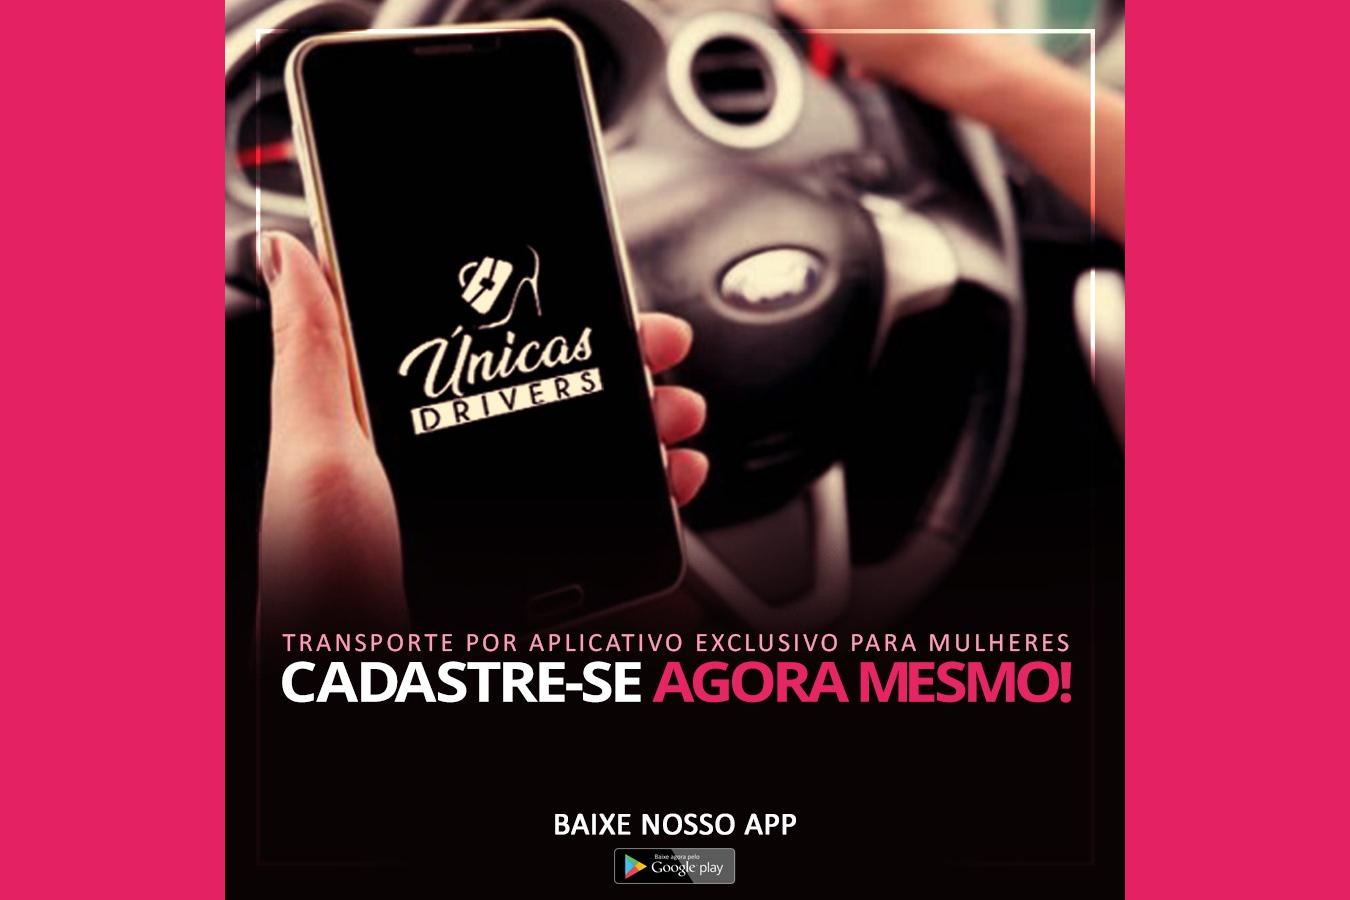 Únicas
DRIVERS
TRANSPORTE POR APLICATIVO EXCLUSIVO PARA MULHERES
CADASTRE-SE AGORA MESMO!
BAIXE NOSSO APP
Baixe agora pelo
Google play